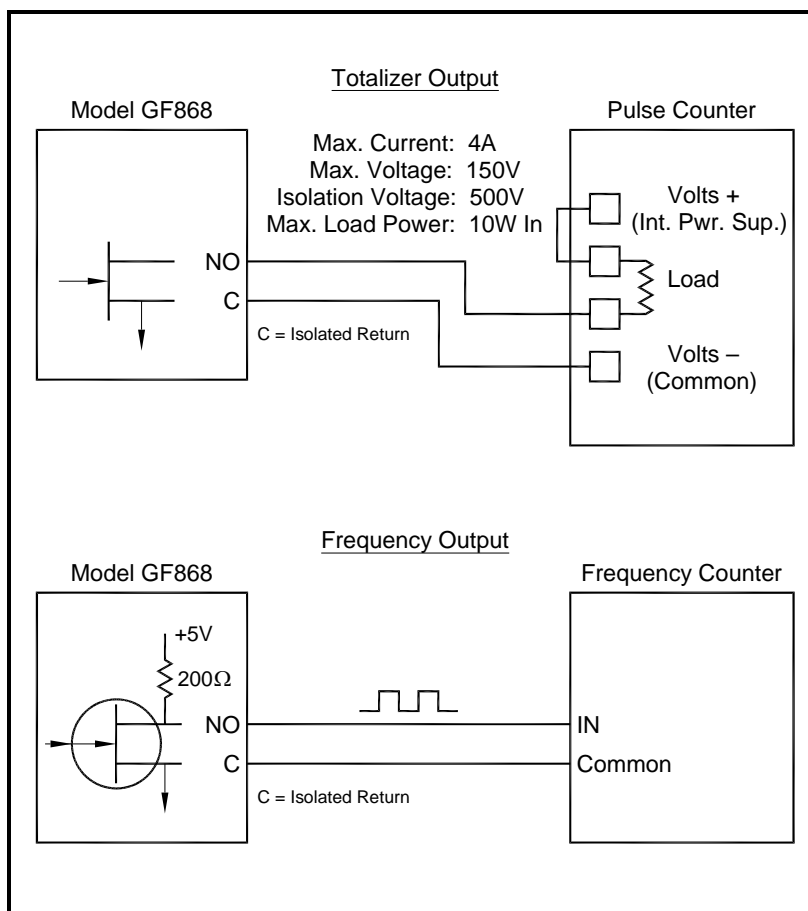 Totalizer Output
Model GF868
Pulse Counter
Max. Current: 4A
Max. Voltage: 150V
Isolation Voltage: 500V
Max. Load Power: 10W In
Volts +
(Int. Pwr. Sup.)
NO
Load
C
C = Isolated Return
Volts –
(Common)
Frequency Output
Model GF868
Frequency Counter
+5V
200Ω
NO
IN
C
Common
C = Isolated Return